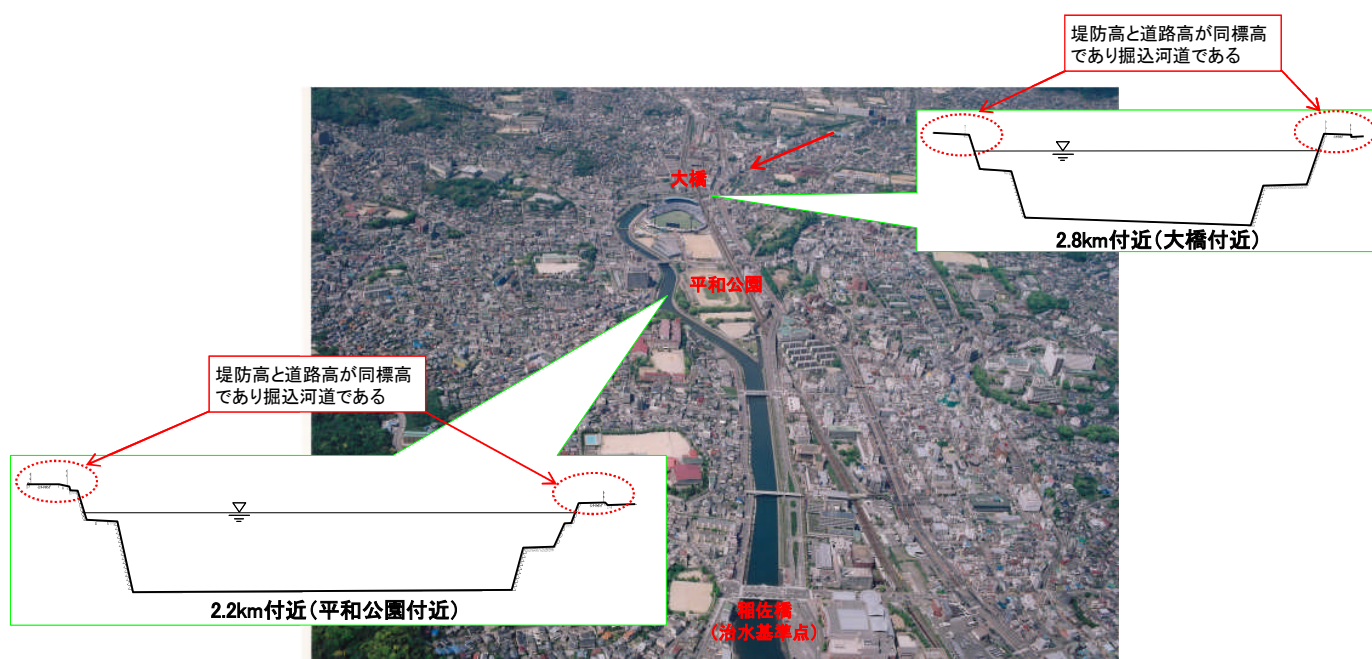 堤防高と道路高が同標高
であり掘込河道である
大橋
2.8km付近(大橋付近)
平和公園
堤防高と道路高が同標高
であり掘込河道である
2.2km付近(平和公園付近)
稲佐橋
(治水基準点)